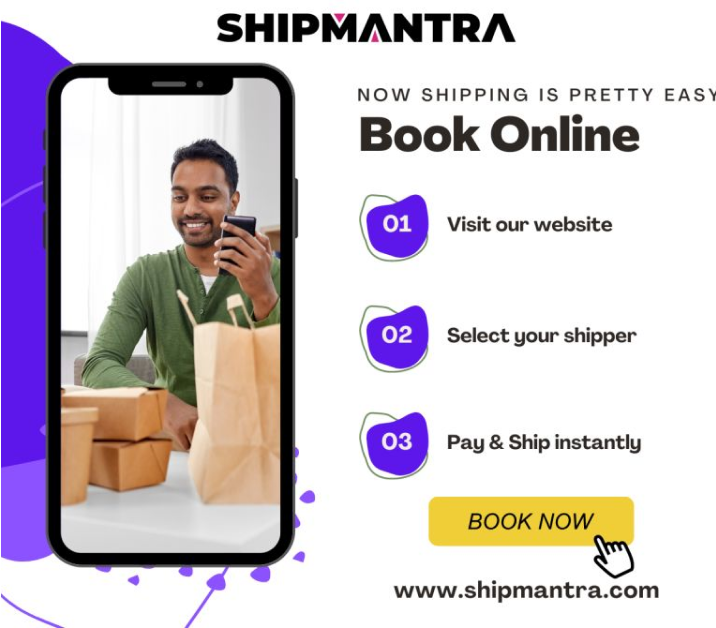 SHIPMANTRA
NOW SHIPPING IS PRETTY EASY
Book Online
01 Visit our website
02 Select your shipper
03 Pay & Ship instantly
BOOK NOW
www.shipmantra.com